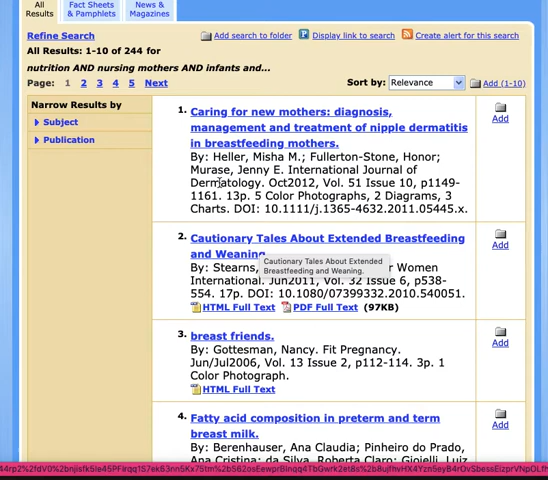 All Results
Fact Sheets & Pamphlets
News & Magazines
Refine Search
Add search to folder
Display link to search
Create alert for this search
All Results: 1-10 of 244 for
nutrition AND nursing mothers AND infants and...
Page: 1 2 3 4 5 Next
Sort by: Relevance
Add (1-10)
Narrow Results by
Subject
Publication
1. Caring for new mothers: diagnosis,
management and treatment of nipple dermatitis
in breastfeeding mothers.
By: Heller, Misha M.; Fullerton-Stone, Honor;
Murase, Jenny E. International Journal of
Dermatology. Oct2012, Vol. 51 Issue 10, p1149-
1161. 13p. 5 Color Photographs, 2 Diagrams, 3
Charts. DOI: 10.1111/j.1365-4632.2011.05445.x.
Add
2. Cautionary Tales About Extended Breastfeeding
and Weaning.
Cautionary Tales About Extended
Breastfeeding and Weaning.
By: Stearns, r Women
International. Jun2011, Vol. 32 Issue 6, p538-
554. 17p. DOI: 10.1080/07399332.2010.540051.
HTML Full Text PDF Full Text (97KB)
Add
3. breast friends.
By: Gottesman, Nancy. Fit Pregnancy.
Jun/Jul2006, Vol. 13 Issue 2, p112-114. 3p. 1
Color Photograph.
HTML Full Text
Add
4. Fatty acid composition in preterm and term
breast milk.
By: Berenhauser, Ana Claudia; Pinheiro do Prado,
Ana Cristina; da Silva, Roberta Claro; Gioielli, Luiz
Add